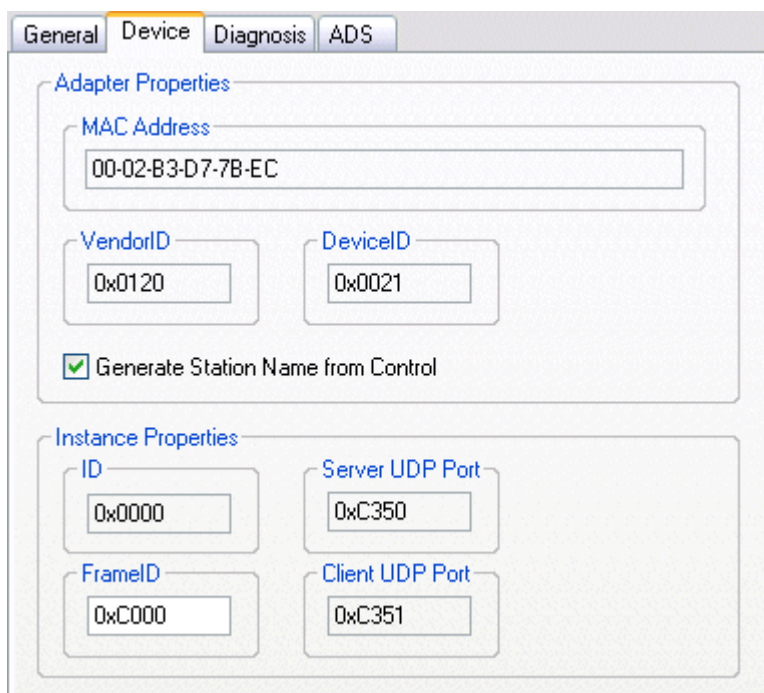 General Device Diagnosis ADS
Adapter Properties
MAC Address
00-02-B3-D7-7B-EC
VendorID DeviceID
0x0120 0x0021
Generate Station Name from Control
Instance Properties
ID Server UDP Port
0x0000 0xC350
FrameID Client UDP Port
0xC000 0xC351